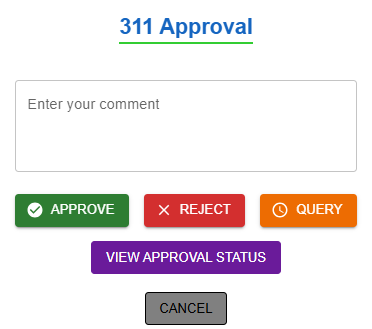 311 Approval
Enter your comment
APPROVE
REJECT
QUERY
VIEW APPROVAL STATUS
CANCEL